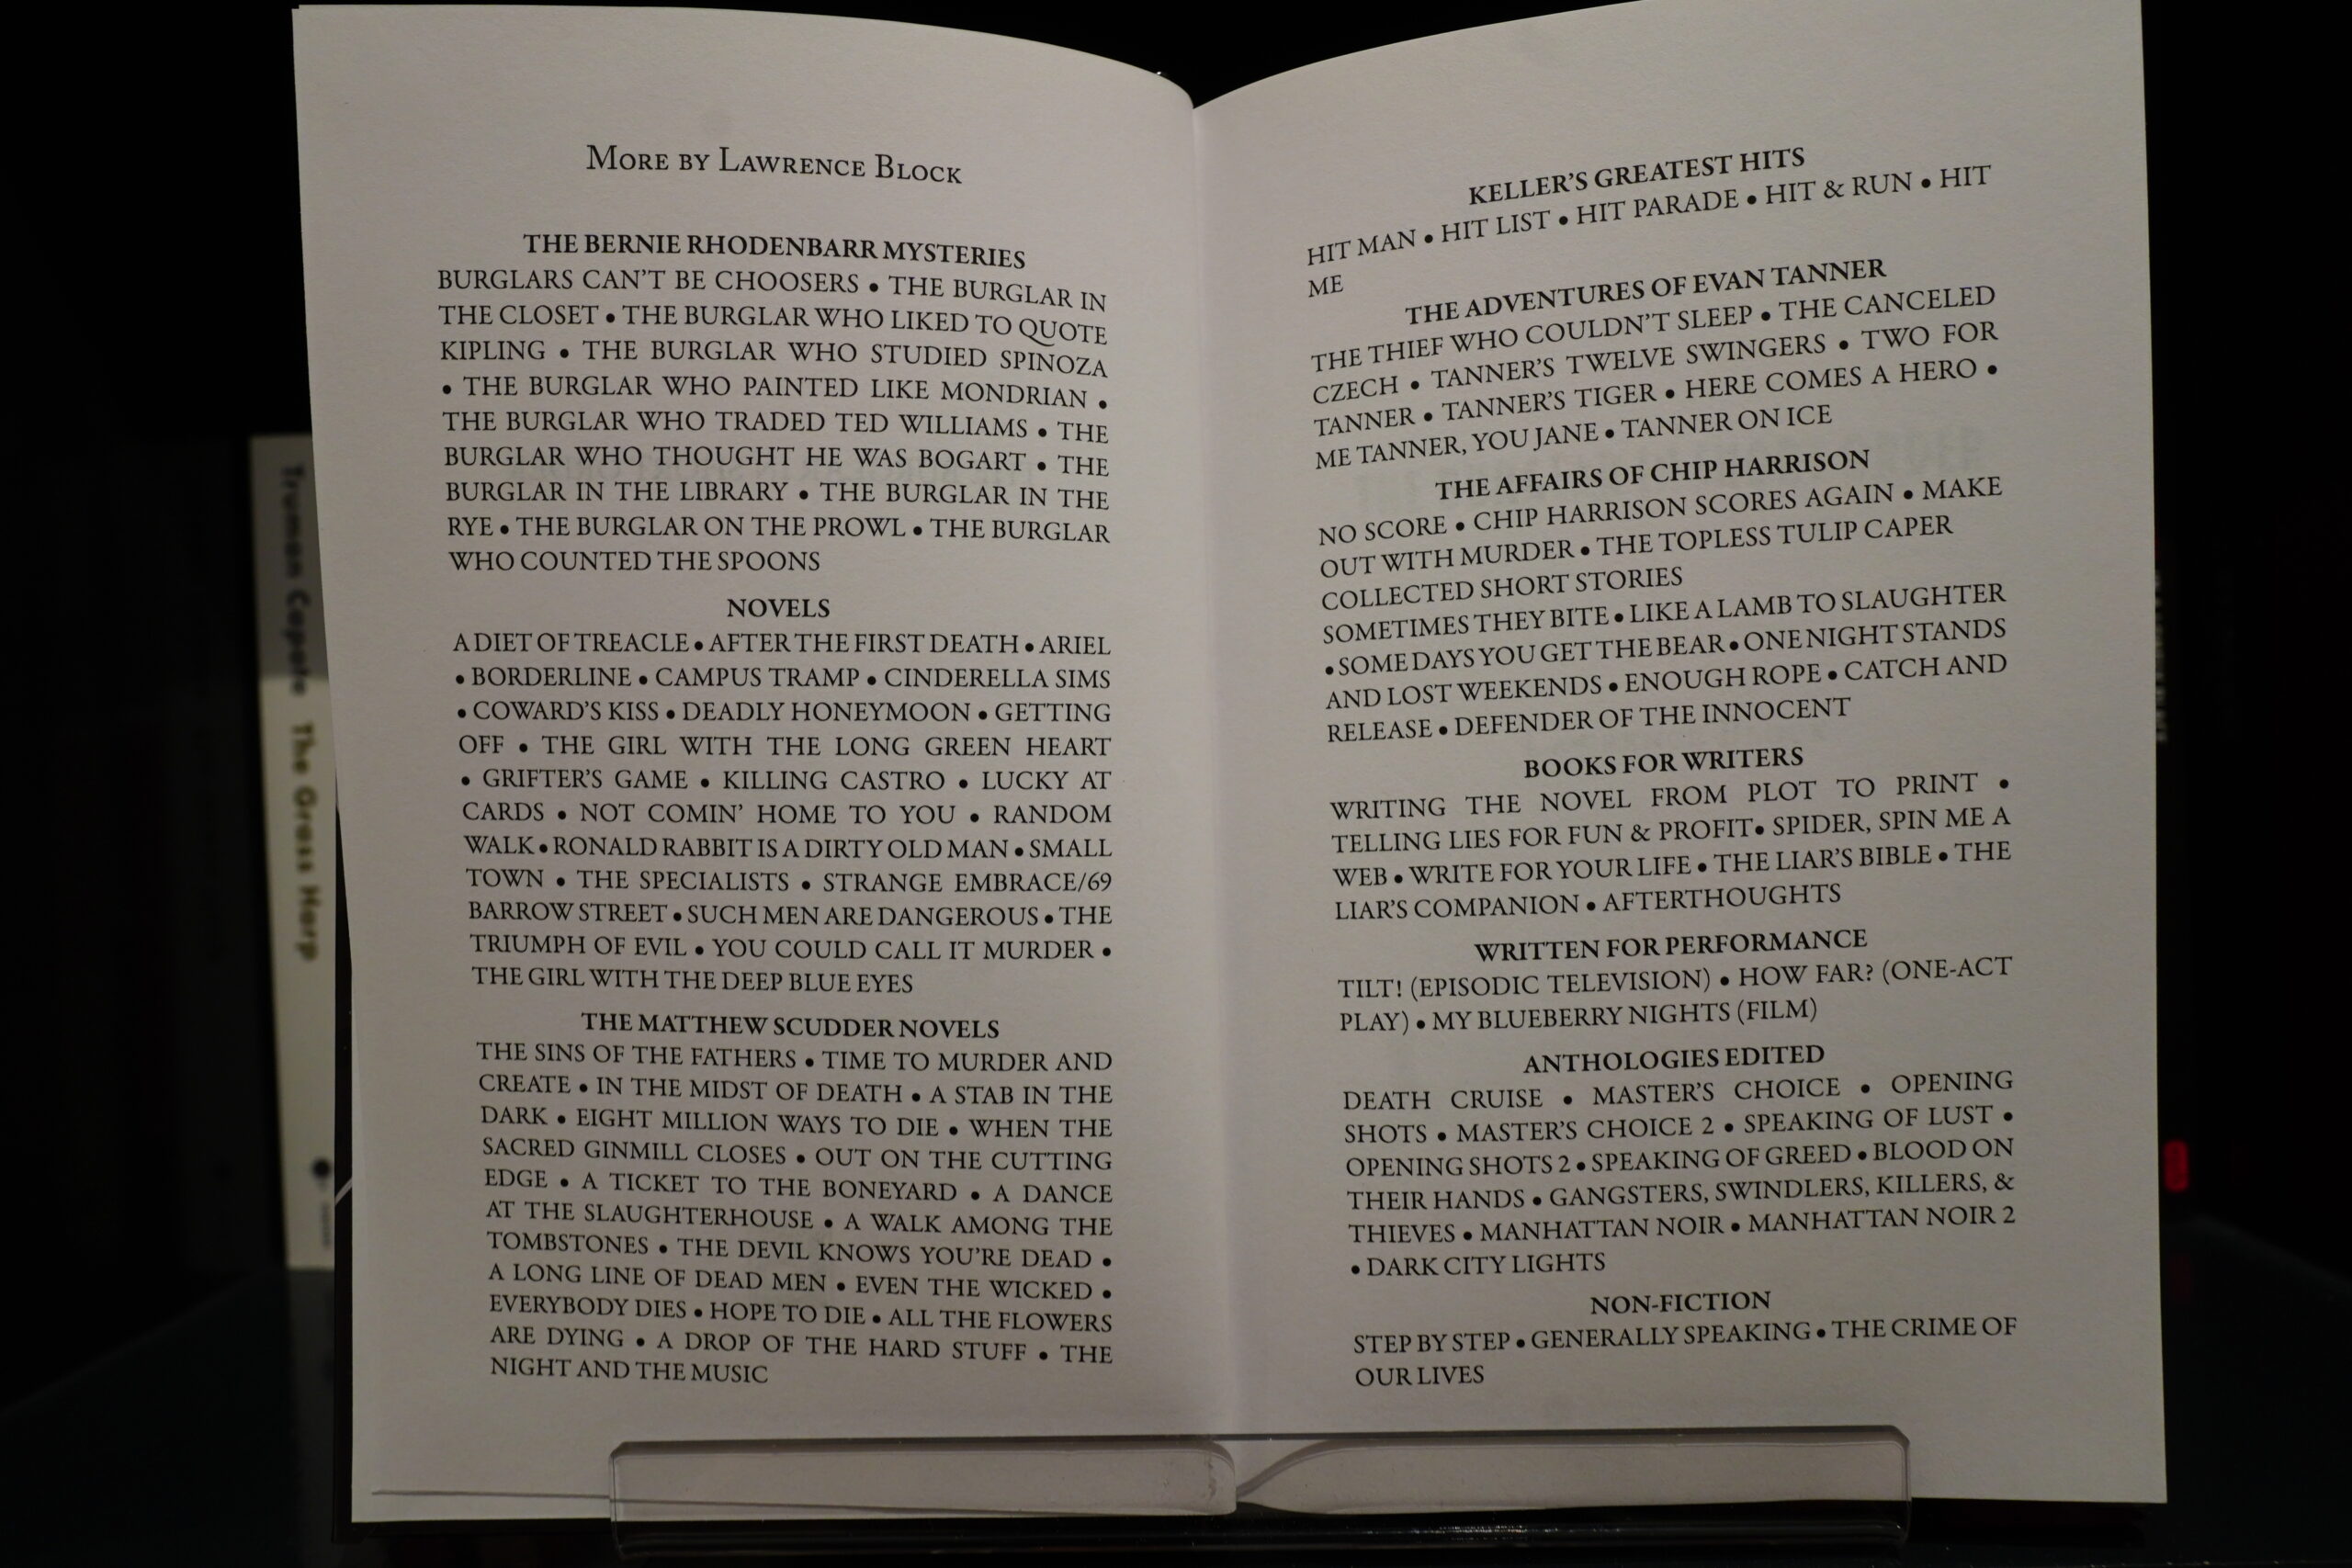 More by Lawrence Block
THE BERNIE RHODENBARR MYSTERIES
BURGLARS CAN'T BE CHOOSERS • THE BURGLAR IN
THE CLOSET • THE BURGLAR WHO LIKED TO QUOTE
KIPLING • THE BURGLAR WHO STUDIED SPINOZA
• THE BURGLAR WHO PAINTED LIKE MONDRIAN •
THE BURGLAR WHO TRADED TED WILLIAMS • THE
BURGLAR WHO THOUGHT HE WAS BOGART • THE
BURGLAR IN THE LIBRARY • THE BURGLAR IN THE
RYE • THE BURGLAR ON THE PROWL • THE BURGLAR
WHO COUNTED THE SPOONS
NOVELS
A DIET OF TREACLE • AFTER THE FIRST DEATH • ARIEL
• BORDERLINE • CAMPUS TRAMP • CINDERELLA SIMS
• COWARD'S KISS • DEADLY HONEYMOON • GETTING
OFF • THE GIRL WITH THE LONG GREEN HEART
• GRIFTER'S GAME • KILLING CASTRO • LUCKY AT
CARDS • NOT COMIN' HOME TO YOU • RANDOM
WALK • RONALD RABBIT IS A DIRTY OLD MAN • SMALL
TOWN • THE SPECIALISTS • STRANGE EMBRACE/69
BARROW STREET • SUCH MEN ARE DANGEROUS • THE
TRIUMPH OF EVIL • YOU COULD CALL IT MURDER •
THE GIRL WITH THE DEEP BLUE EYES
THE MATTHEW SCUDDER NOVELS
THE SINS OF THE FATHERS • TIME TO MURDER AND
CREATE • IN THE MIDST OF DEATH • A STAB IN THE
DARK • EIGHT MILLION WAYS TO DIE • WHEN THE
SACRED GINMILL CLOSES • OUT ON THE CUTTING
EDGE • A TICKET TO THE BONEYARD • A DANCE
AT THE SLAUGHTERHOUSE • A WALK AMONG THE
TOMBSTONES • THE DEVIL KNOWS YOU'RE DEAD •
A LONG LINE OF DEAD MEN • EVEN THE WICKED •
EVERYBODY DIES • HOPE TO DIE • ALL THE FLOWERS
ARE DYING • A DROP OF THE HARD STUFF • THE
NIGHT AND THE MUSIC
KELLER'S GREATEST HITS
HIT MAN • HIT LIST • HIT PARADE • HIT & RUN • HIT
ME
THE ADVENTURES OF EVAN TANNER
THE THIEF WHO COULDN'T SLEEP • THE CANCELED
CZECH • TANNER'S TWELVE SWINGERS • TWO FOR
TANNER • TANNER'S TIGER • HERE COMES A HERO •
ME TANNER, YOU JANE • TANNER ON ICE
THE AFFAIRS OF CHIP HARRISON
NO SCORE • CHIP HARRISON SCORES AGAIN • MAKE
OUT WITH MURDER • THE TOPLESS TULIP CAPER
COLLECTED SHORT STORIES
SOMETIMES THEY BITE • LIKE A LAMB TO SLAUGHTER
• SOME DAYS YOU GET THE BEAR • ONE NIGHT STANDS
AND LOST WEEKENDS • ENOUGH ROPE • CATCH AND
RELEASE • DEFENDER OF THE INNOCENT
BOOKS FOR WRITERS
WRITING THE NOVEL FROM PLOT TO PRINT •
TELLING LIES FOR FUN & PROFIT• SPIDER, SPIN ME A
WEB • WRITE FOR YOUR LIFE • THE LIAR'S BIBLE • THE
LIAR'S COMPANION • AFTERTHOUGHTS
WRITTEN FOR PERFORMANCE
TILT! (EPISODIC TELEVISION) • HOW FAR? (ONE-ACT
PLAY) • MY BLUEBERRY NIGHTS (FILM)
ANTHOLOGIES EDITED
DEATH CRUISE • MASTER'S CHOICE • OPENING
SHOTS • MASTER'S CHOICE 2 • SPEAKING OF LUST •
OPENING SHOTS 2 • SPEAKING OF GREED • BLOOD ON
THEIR HANDS • GANGSTERS, SWINDLERS, KILLERS, &
THIEVES • MANHATTAN NOIR • MANHATTAN NOIR 2
• DARK CITY LIGHTS
NON-FICTION
STEP BY STEP • GENERALLY SPEAKING • THE CRIME OF
OUR LIVES
Truman Capote The Grass Harp